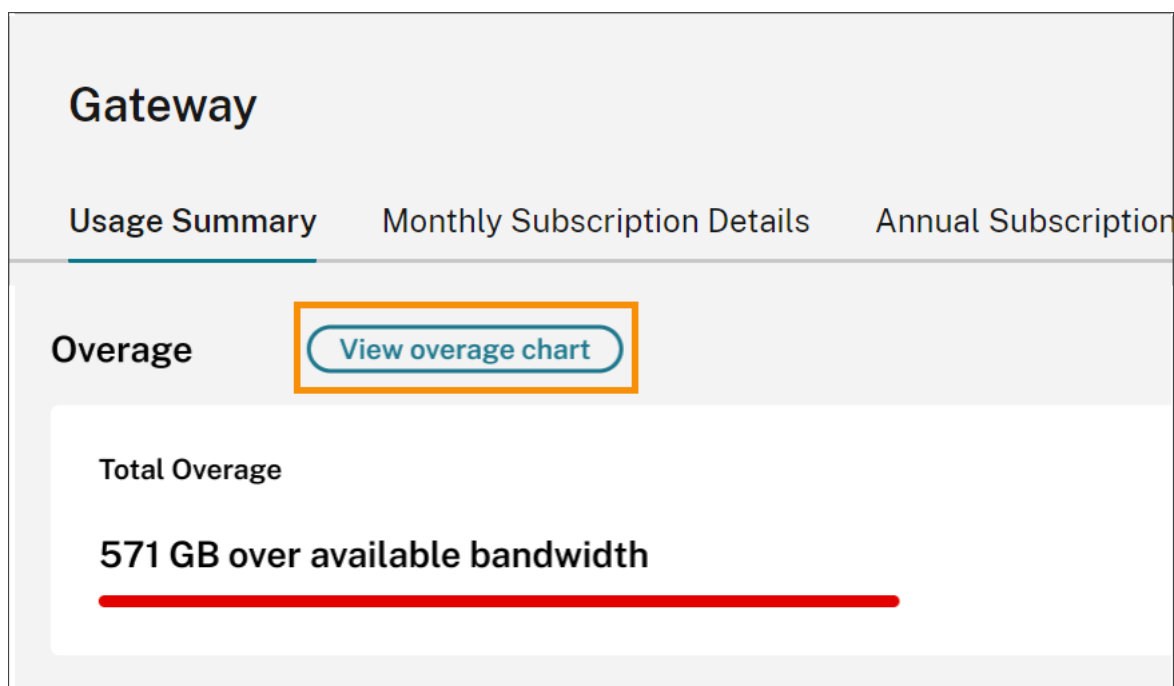 Gateway
Usage Summary Monthly Subscription Details Annual Subscription
Overage View overage chart
Total Overage
571 GB over available bandwidth